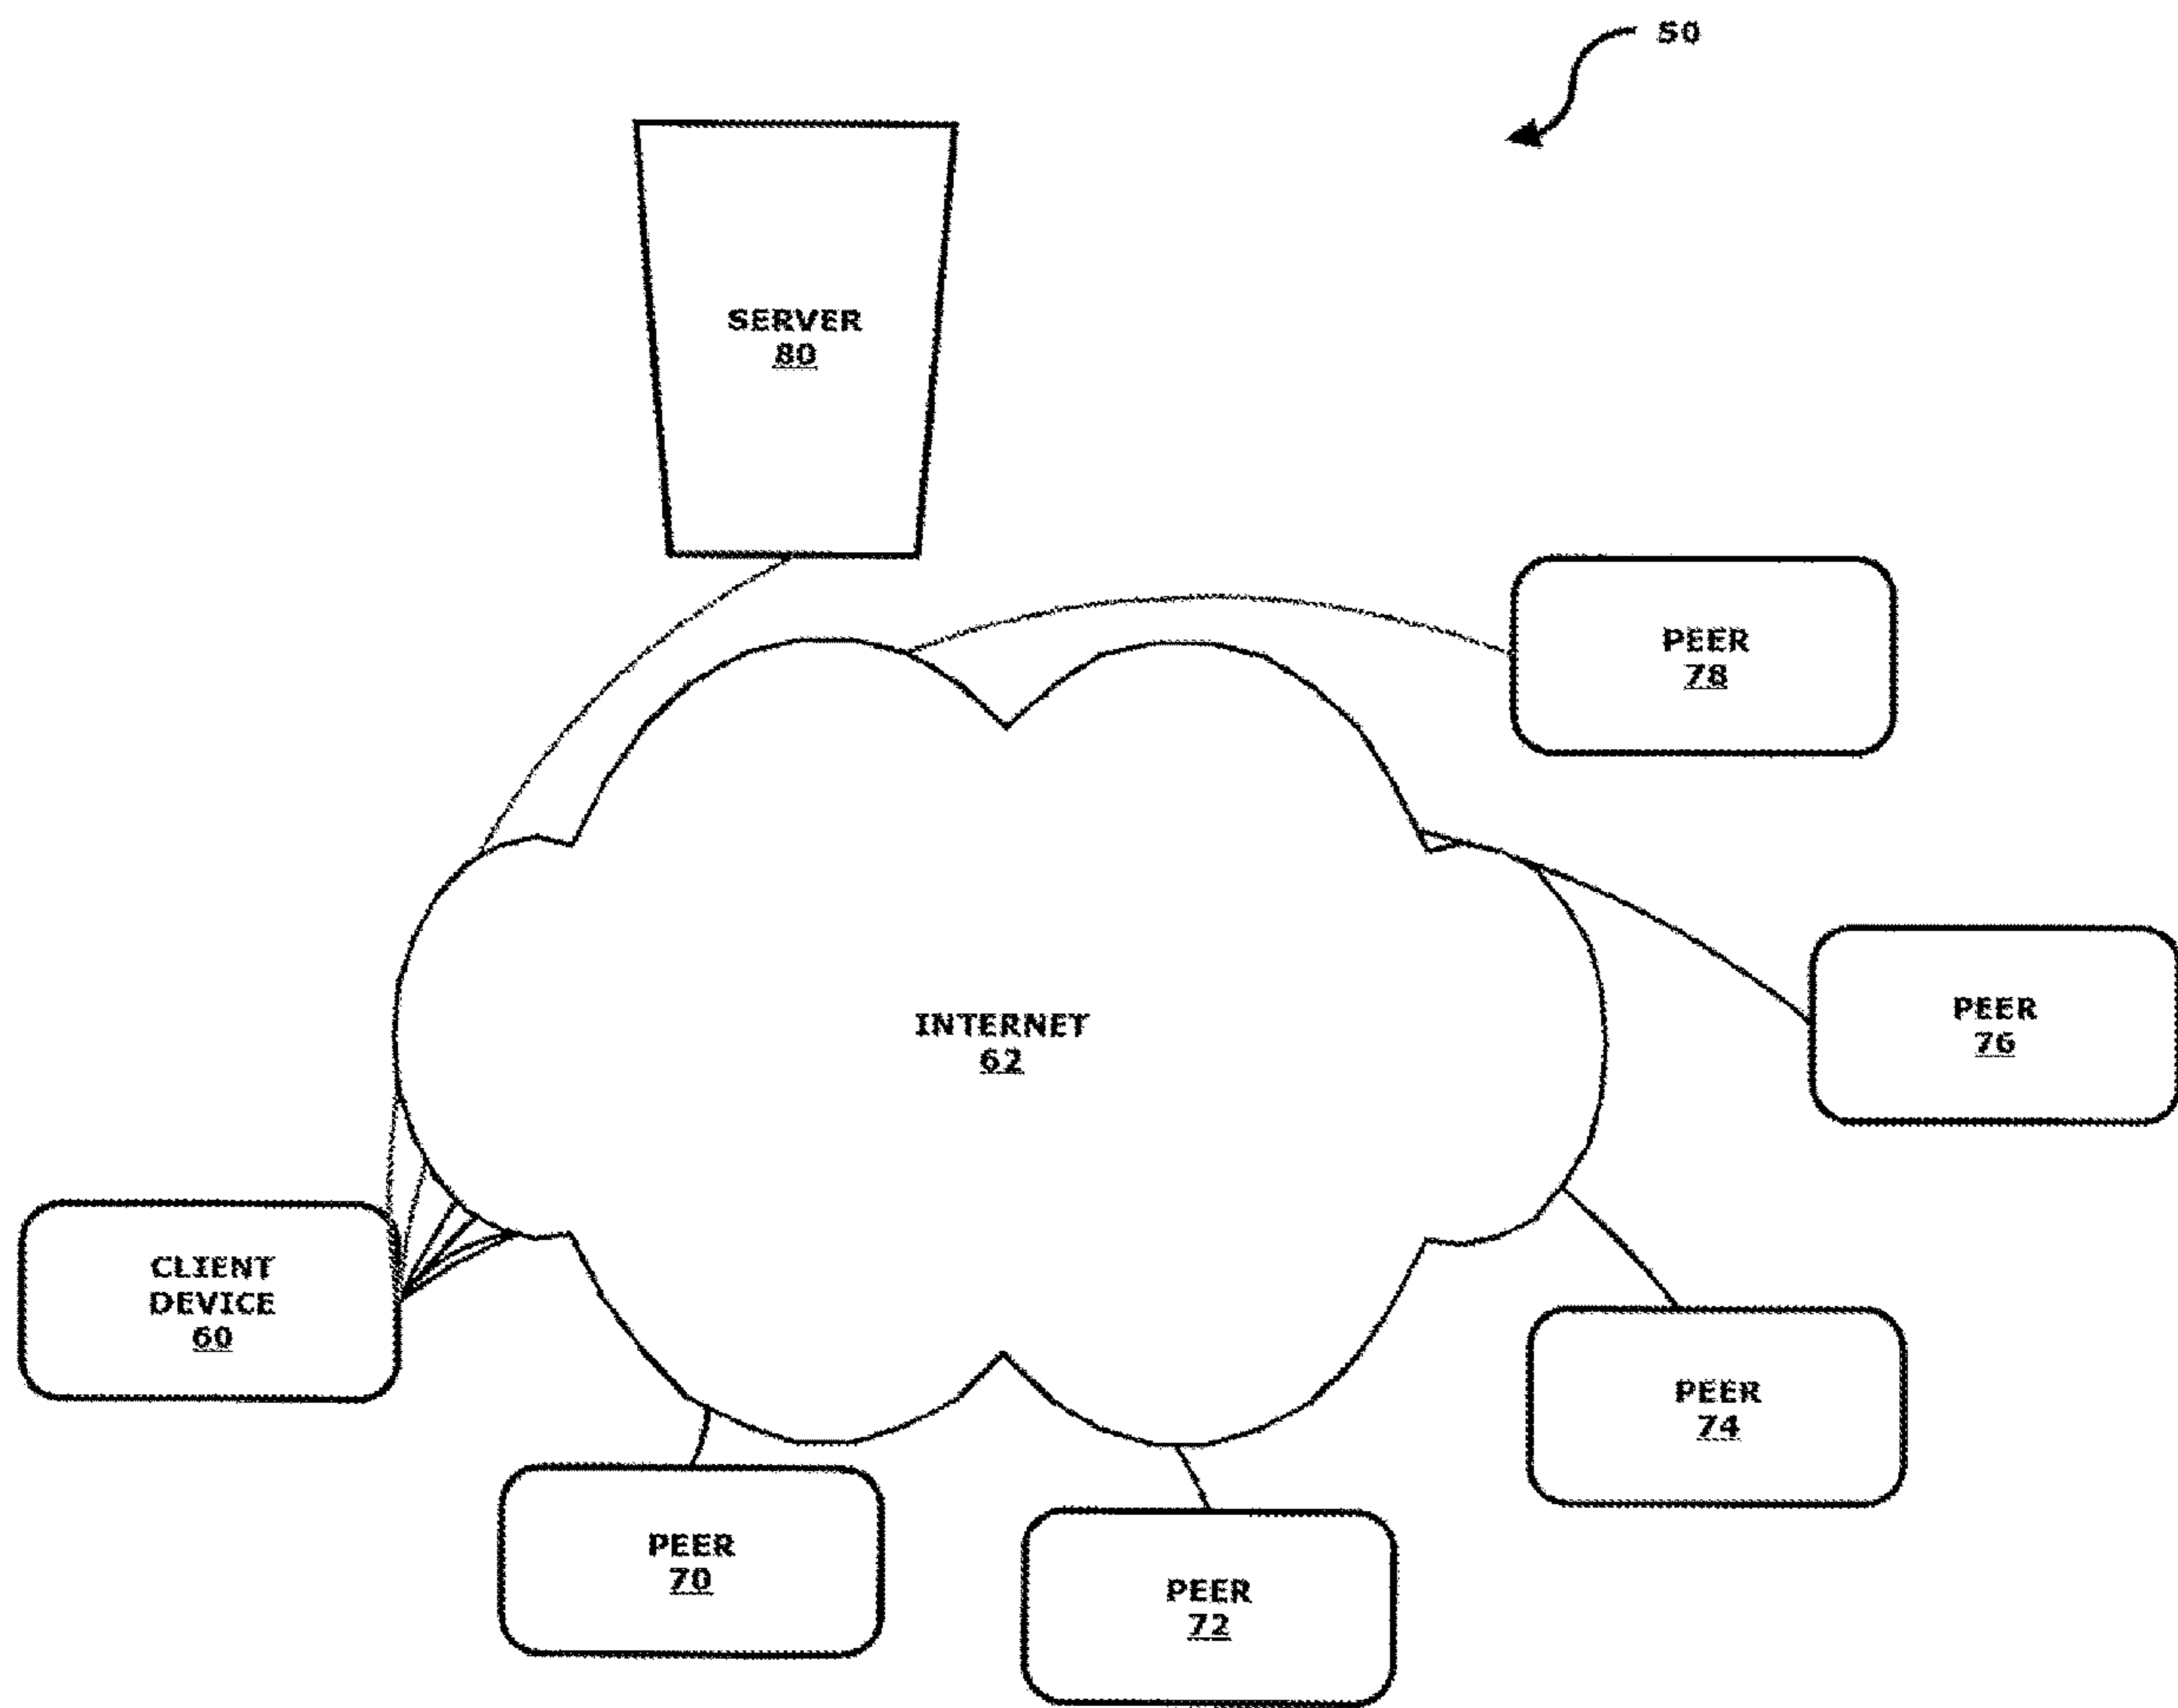 50
SERVER
80
PEER
78
INTERNET
62
PEER
76
CLIENT
DEVICE
60
PEER
74
PEER
70
PEER
72